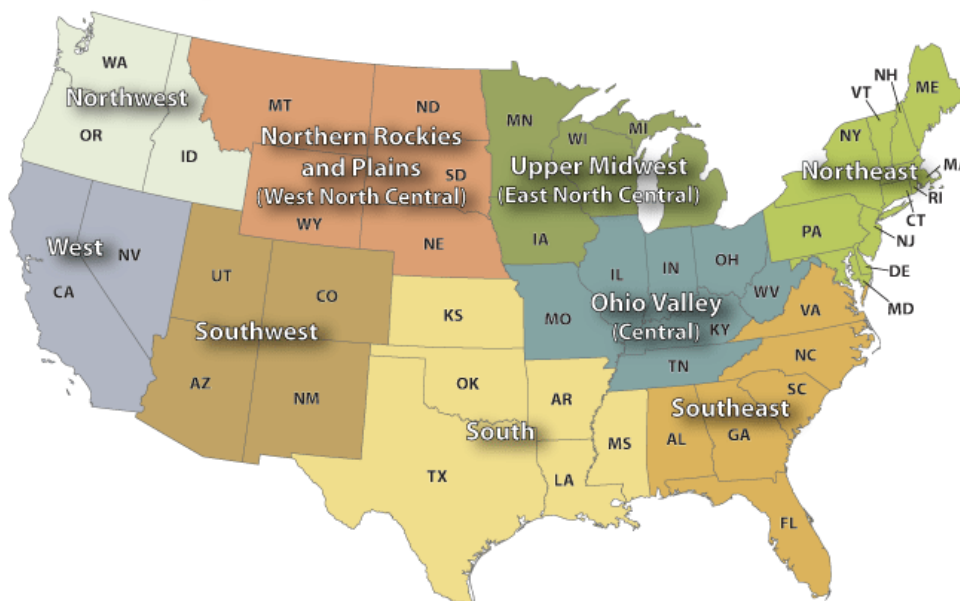 WA
Northwest
OR
ID
MT
ND
Northern Rockies
and Plains
(West North Central)
SD
WY
NE
MN
WI
MI
Upper Midwest
(East North Central)
IA
NH
VT
ME
NY
Northeast
MA
RI
CT
PA
NJ
DE
MD
West
NV
CA
UT
CO
Southwest
AZ
NM
KS
OK
AR
South
TX
LA
MS
IL
IN
OH
WV
Ohio Valley
(Central)
MO
KY
TN
VA
NC
SC
Southeast
AL
GA
FL